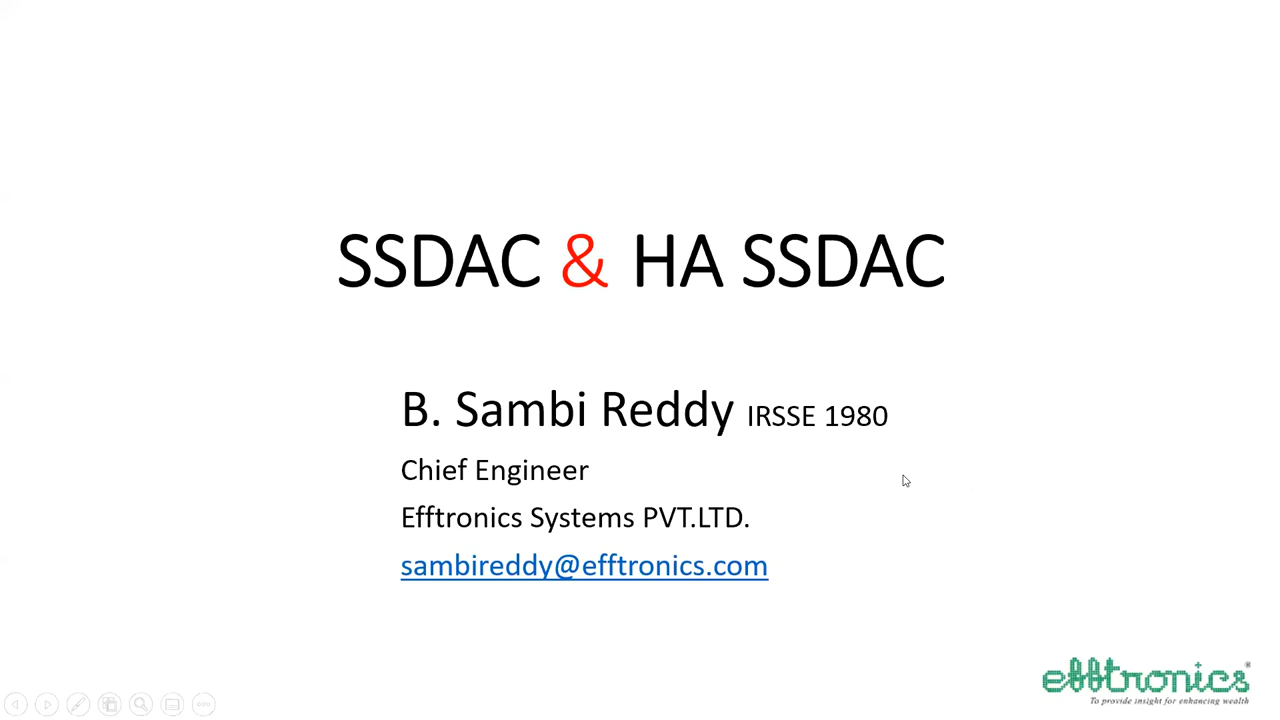 SSDAC & HA SSDAC
B. Sambi Reddy IRSSE 1980
Chief Engineer
Efftronics Systems PVT.LTD.
sambireddy@efftronics.com
efftronics®
To provide insight for enhancing wealth